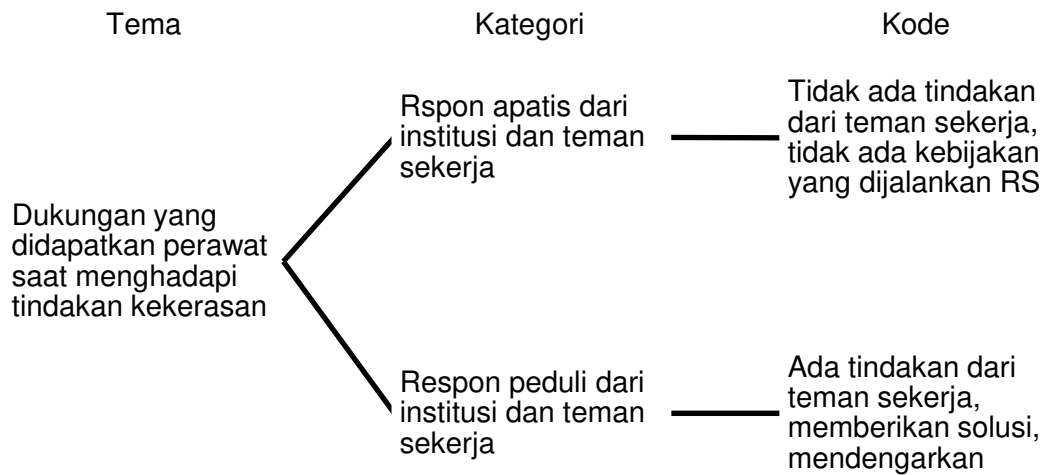 Tema
Kategori
Kode
Dukungan yang
didapatkan perawat
saat menghadapi
tindakan kekerasan
Rspon apatis dari
institusi dan teman
sekerja
Tidak ada tindakan
dari teman sekerja,
tidak ada kebijakan
yang dijalankan RS
Respon peduli dari
institusi dan teman
sekerja
Ada tindakan dari
teman sekerja,
memberikan solusi,
mendengarkan